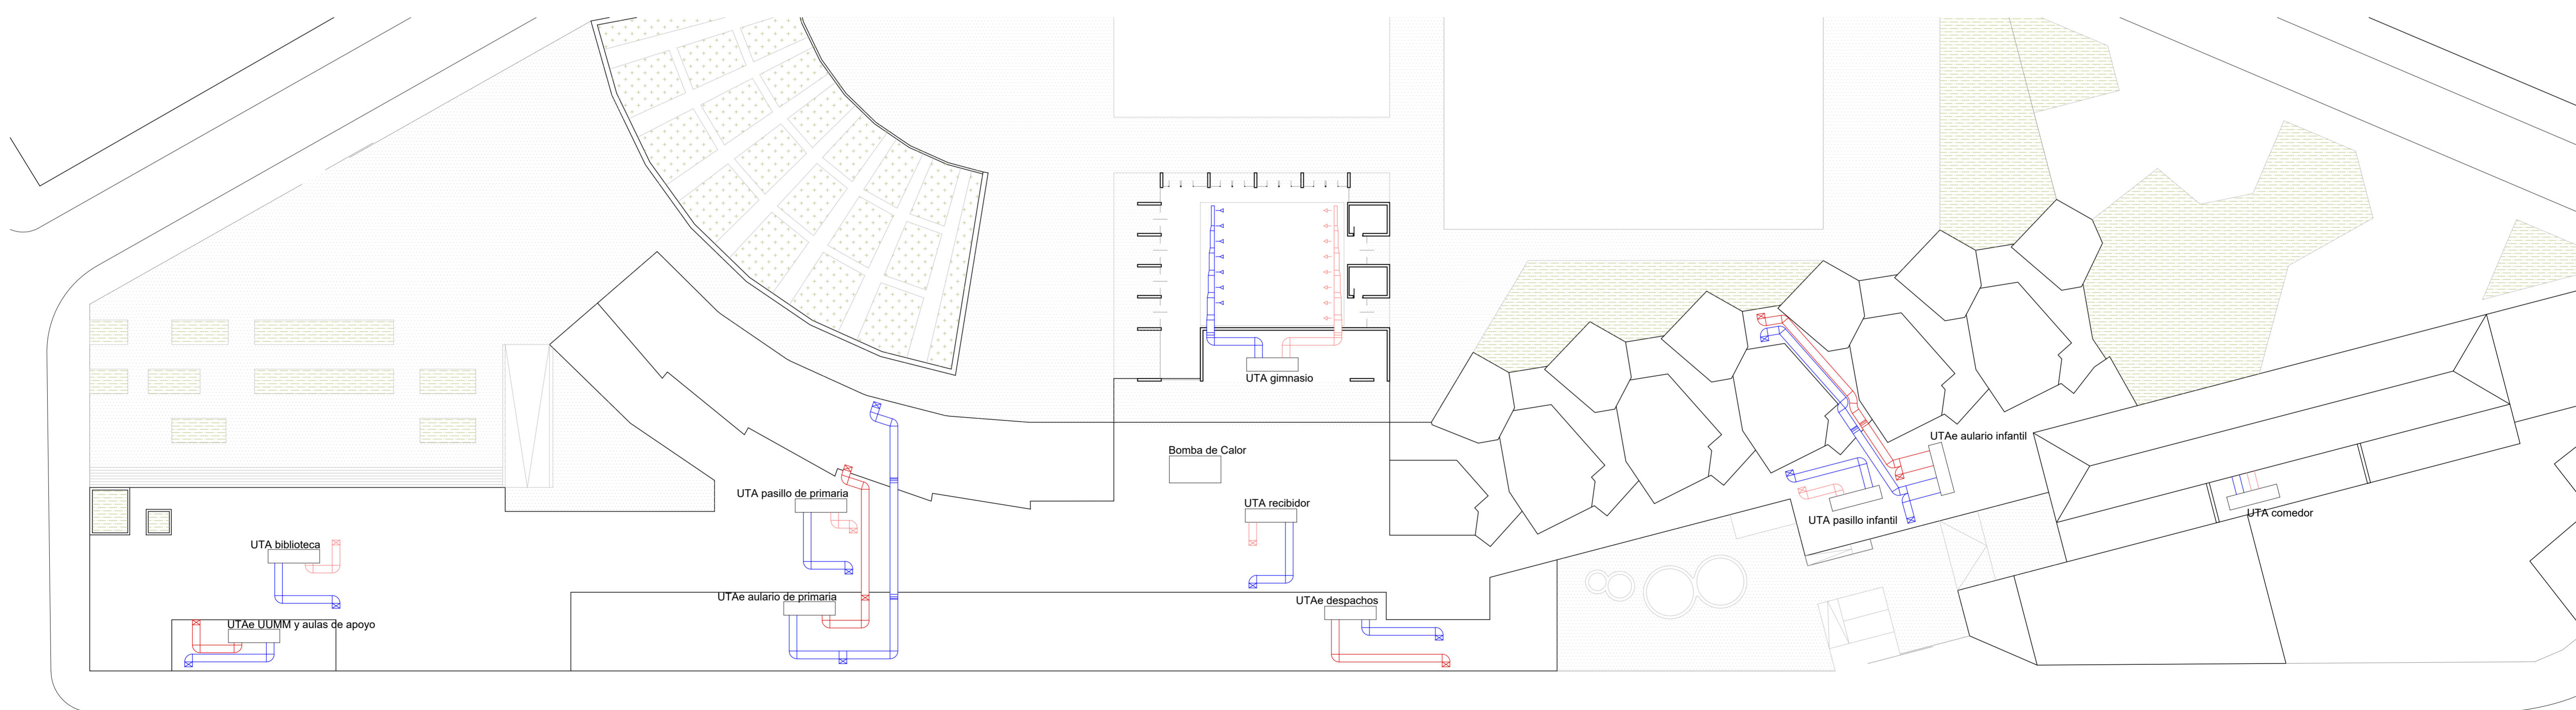 UTA gimnasio
UTAe aulario infantil
Bomba de Calor
UTA pasillo de primaria
UTA recibidor
UTA comedor
UTA pasillo infantil
UTA biblioteca
UTAe aulario de primaria
UTAe despachos
UTAe UUMM y aulas de apoyo